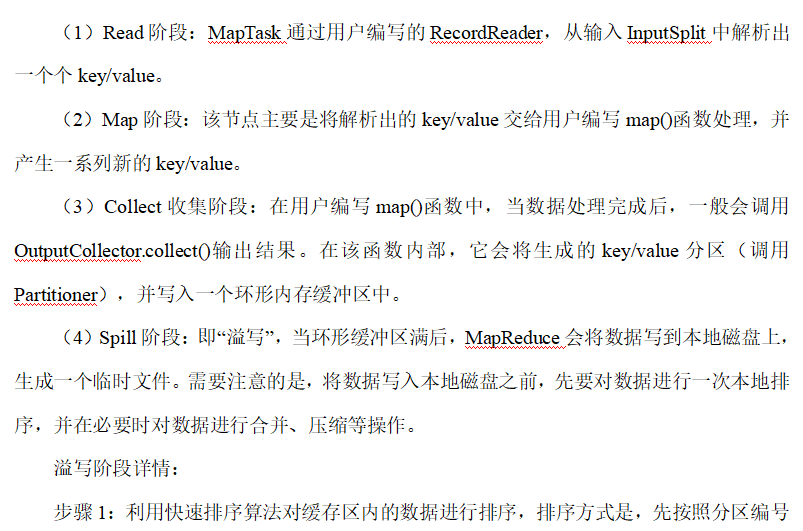 （1）Read 阶段：MapTask 通过用户编写的 RecordReader，从输入 InputSplit 中解析出
一个个 key/value。
（2）Map 阶段：该节点主要是将解析出的 key/value 交给用户编写 map()函数处理，并
产生一系列新的 key/value。
（3）Collect 收集阶段：在用户编写 map()函数中，当数据处理完成后，一般会调用
OutputCollector.collect()输出结果。在该函数内部，它会将生成的 key/value 分区（调用
Partitioner），并写入一个环形内存缓冲区中。
（4）Spill 阶段：即“溢写”，当环形缓冲区满后，MapReduce 会将数据写到本地磁盘上，
生成一个临时文件。需要注意的是，将数据写入本地磁盘之前，先要对数据进行一次本地排
序，并在必要时对数据进行合并、压缩等操作。
溢写阶段详情：
步骤 1：利用快速排序算法对缓存区内的数据进行排序，排序方式是，先按照分区编号